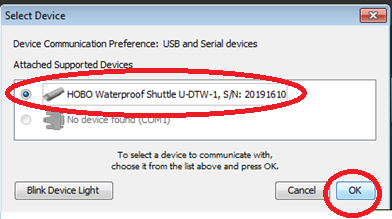 Select Device
Device Communication Preference: USB and Serial devices
Attached Supported Devices
HOBO Waterproof Shuttle U-DTW-1, S/N: 20191610
No device found (COM1)
To select a device to communicate with,
choose it from the list above and press OK.
Blink Device Light Cancel OK